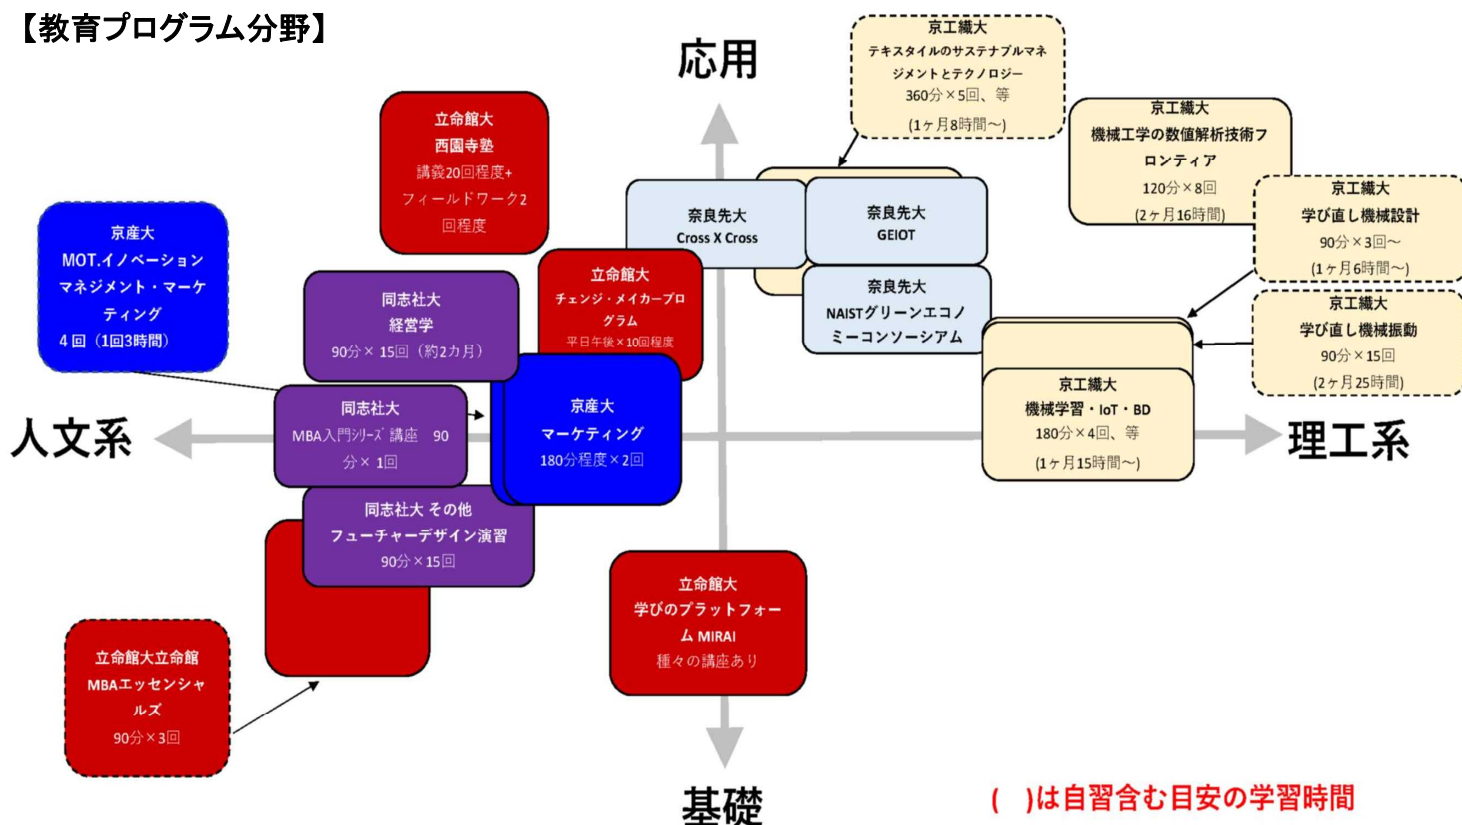 【教育プログラム分野】
応用
京工繊大
テキスタイルのサステナブルマネ
ジメントとテクノロジー
360分×5回、等
(1ヶ月8時間～)
京工繊大
機械工学の数値解析技術フ
ロンティア
120分×8回
(2ヶ月16時間)
立命館大
西園寺塾
講義20回程度+
フィールドワーク2
回程度
京工繊大
学び直し機械設計
90分×3回～
(1ヶ月6時間～)
奈良先大
Cross X Cross
奈良先大
GEIOT
京産大
MOT.イノベーション
マネジメント・マーケ
ティング
4回（1回3時間）
同志社大
経営学
90分×15回（約2カ月）
立命館大
チェンジ・メイカープロ
グラム
平日午後×10回程度
奈良先大
NAISTグリーンエコノ
ミーコンソーシアム
京工繊大
学び直し機械振動
90分×15回
(2ヶ月25時間)
人文系
同志社大
MBA入門ｼﾘｰｽﾞ講座　90
分×1回
京産大
マーケティング
180分程度×2回
京工繊大
機械学習・IoT・BD
180分×4回、等
(1ヶ月15時間～)
理工系
同志社大 その他
フューチャーデザイン演習
90分×15回
立命館大
学びのプラットフォー
ム MIRAI
種々の講座あり
立命館大立命館
MBAエッセンシャ
ルズ
90分×3回
基礎
(　)は自習含む目安の学習時間